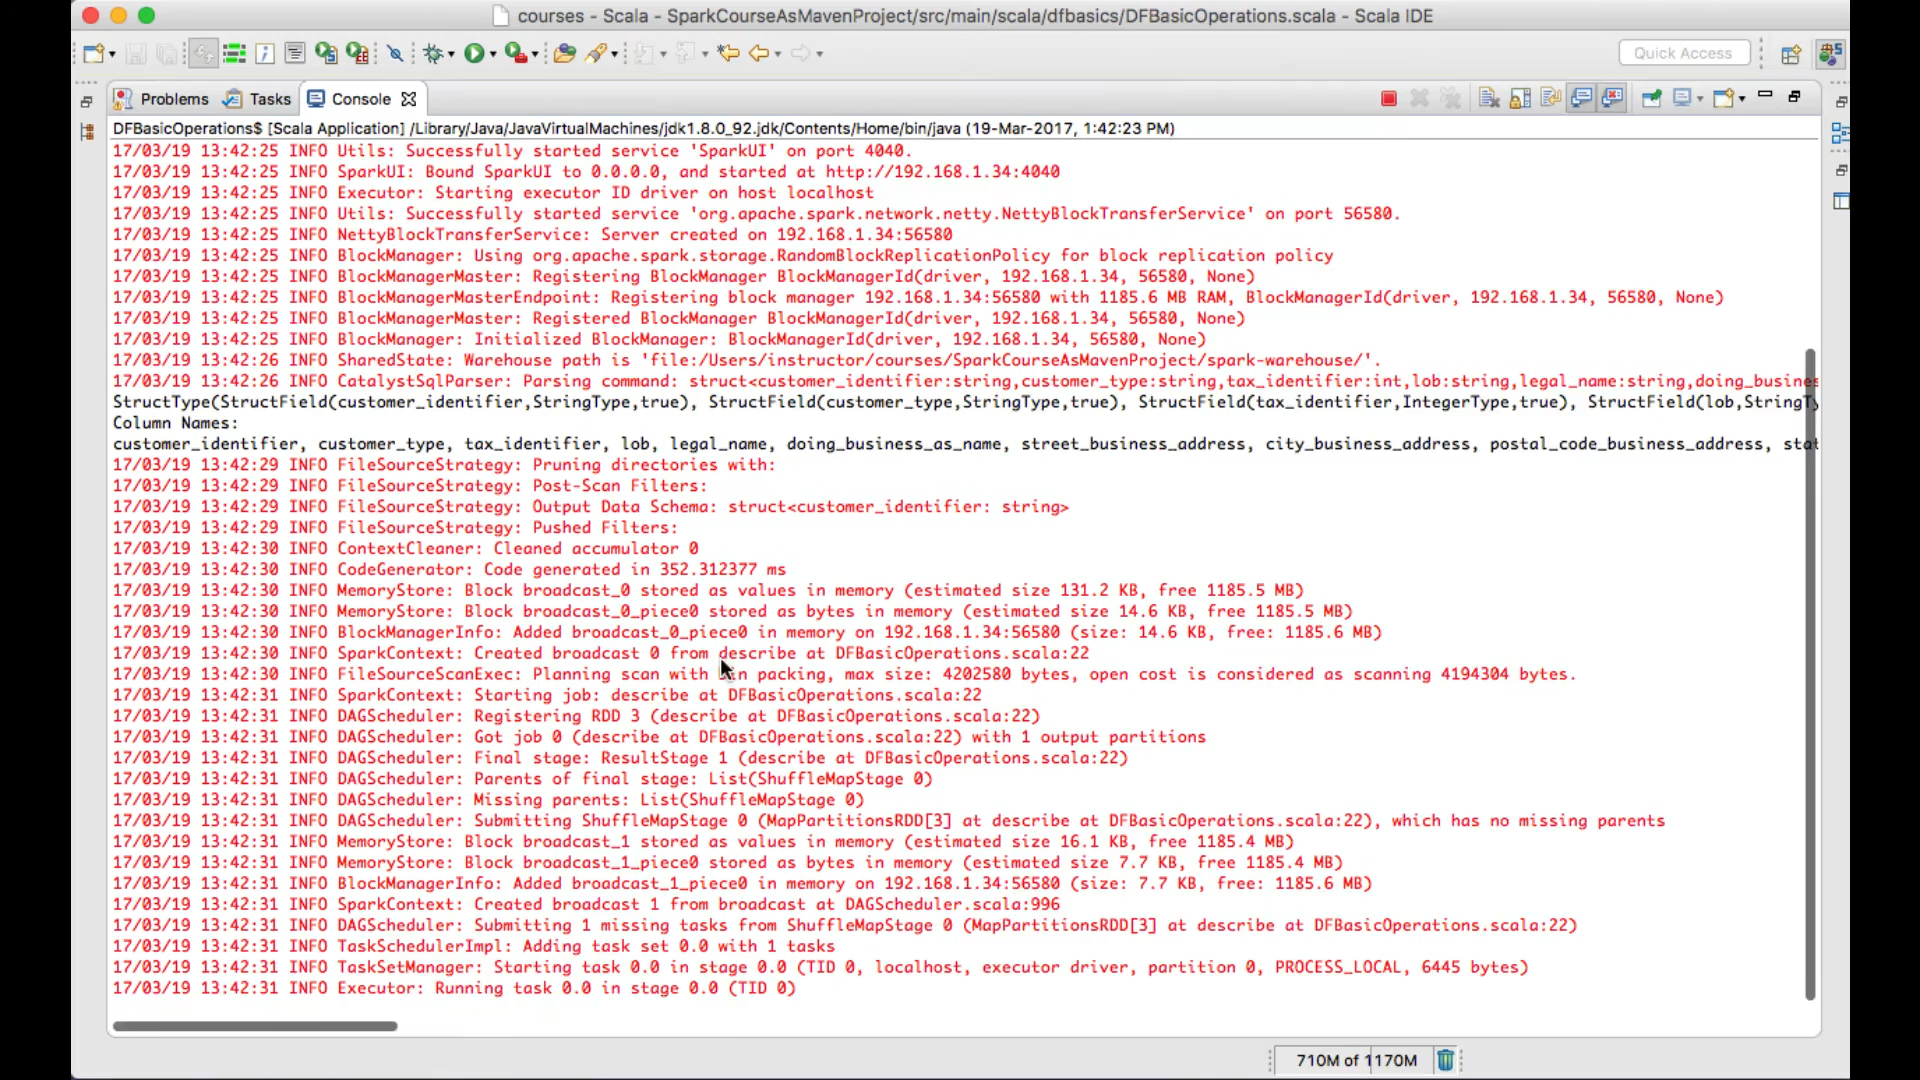 courses - Scala - SparkCourseAsMavenProject/src/main/scala/dfbasics/DFBasicOperations.scala - Scala IDE
Quick Access
Problems Tasks Console
DFBasicOperations$ [Scala Application] /Library/Java/JavaVirtualMachines/jdk1.8.0_92.jdk/Contents/Home/bin/java (19-Mar-2017, 1:42:23 PM)
17/03/19 13:42:25 INFO Utils: Successfully started service 'SparkUI' on port 4040.
17/03/19 13:42:25 INFO SparkUI: Bound SparkUI to 0.0.0.0, and started at http://192.168.1.34:4040
17/03/19 13:42:25 INFO Executor: Starting executor ID driver on host localhost
17/03/19 13:42:25 INFO Utils: Successfully started service 'org.apache.spark.network.netty.NettyBlockTransferService' on port 56580.
17/03/19 13:42:25 INFO NettyBlockTransferService: Server created on 192.168.1.34:56580
17/03/19 13:42:25 INFO BlockManager: Using org.apache.spark.storage.RandomBlockReplicationPolicy for block replication policy
17/03/19 13:42:25 INFO BlockManagerMaster: Registering BlockManager BlockManagerId(driver, 192.168.1.34, 56580, None)
17/03/19 13:42:25 INFO BlockManagerMasterEndpoint: Registering block manager 192.168.1.34:56580 with 1185.6 MB RAM, BlockManagerId(driver, 192.168.1.34, 56580, None)
17/03/19 13:42:25 INFO BlockManagerMaster: Registered BlockManager BlockManagerId(driver, 192.168.1.34, 56580, None)
17/03/19 13:42:25 INFO BlockManager: Initialized BlockManager: BlockManagerId(driver, 192.168.1.34, 56580, None)
17/03/19 13:42:26 INFO SharedState: Warehouse path is 'file:/Users/instructor/courses/SparkCourseAsMavenProject/spark-warehouse/'.
17/03/19 13:42:26 INFO CatalystSqlParser: Parsing command: struct<customer_identifier:string,customer_type:string,tax_identifier:int,lob:string,legal_name:string,doing_busines
StructType(StructField(customer_identifier,StringType,true), StructField(customer_type,StringType,true), StructField(tax_identifier,IntegerType,true), StructField(lob,StringTy
Column Names:
customer_identifier, customer_type, tax_identifier, lob, legal_name, doing_business_as_name, street_business_address, city_business_address, postal_code_business_address, stat
17/03/19 13:42:29 INFO FileSourceStrategy: Pruning directories with:
17/03/19 13:42:29 INFO FileSourceStrategy: Post-Scan Filters:
17/03/19 13:42:29 INFO FileSourceStrategy: Output Data Schema: struct<customer_identifier: string>
17/03/19 13:42:29 INFO FileSourceStrategy: Pushed Filters:
17/03/19 13:42:30 INFO ContextCleaner: Cleaned accumulator 0
17/03/19 13:42:30 INFO CodeGenerator: Code generated in 352.312377 ms
17/03/19 13:42:30 INFO MemoryStore: Block broadcast_0 stored as values in memory (estimated size 131.2 KB, free 1185.5 MB)
17/03/19 13:42:30 INFO MemoryStore: Block broadcast_0_piece0 stored as bytes in memory (estimated size 14.6 KB, free 1185.5 MB)
17/03/19 13:42:30 INFO BlockManagerInfo: Added broadcast_0_piece0 in memory on 192.168.1.34:56580 (size: 14.6 KB, free: 1185.6 MB)
17/03/19 13:42:30 INFO SparkContext: Created broadcast 0 from describe at DFBasicOperations.scala:22
17/03/19 13:42:30 INFO FileSourceScanExec: Planning scan with bin packing, max size: 4202580 bytes, open cost is considered as scanning 4194304 bytes.
17/03/19 13:42:31 INFO SparkContext: Starting job: describe at DFBasicOperations.scala:22
17/03/19 13:42:31 INFO DAGScheduler: Registering RDD 3 (describe at DFBasicOperations.scala:22)
17/03/19 13:42:31 INFO DAGScheduler: Got job 0 (describe at DFBasicOperations.scala:22) with 1 output partitions
17/03/19 13:42:31 INFO DAGScheduler: Final stage: ResultStage 1 (describe at DFBasicOperations.scala:22)
17/03/19 13:42:31 INFO DAGScheduler: Parents of final stage: List(ShuffleMapStage 0)
17/03/19 13:42:31 INFO DAGScheduler: Missing parents: List(ShuffleMapStage 0)
17/03/19 13:42:31 INFO DAGScheduler: Submitting ShuffleMapStage 0 (MapPartitionsRDD[3] at describe at DFBasicOperations.scala:22), which has no missing parents
17/03/19 13:42:31 INFO MemoryStore: Block broadcast_1 stored as values in memory (estimated size 16.1 KB, free 1185.4 MB)
17/03/19 13:42:31 INFO MemoryStore: Block broadcast_1_piece0 stored as bytes in memory (estimated size 7.7 KB, free 1185.4 MB)
17/03/19 13:42:31 INFO BlockManagerInfo: Added broadcast_1_piece0 in memory on 192.168.1.34:56580 (size: 7.7 KB, free: 1185.6 MB)
17/03/19 13:42:31 INFO SparkContext: Created broadcast 1 from broadcast at DAGScheduler.scala:996
17/03/19 13:42:31 INFO DAGScheduler: Submitting 1 missing tasks from ShuffleMapStage 0 (MapPartitionsRDD[3] at describe at DFBasicOperations.scala:22)
17/03/19 13:42:31 INFO TaskSchedulerImpl: Adding task set 0.0 with 1 tasks
17/03/19 13:42:31 INFO TaskSetManager: Starting task 0.0 in stage 0.0 (TID 0, localhost, executor driver, partition 0, PROCESS_LOCAL, 6445 bytes)
17/03/19 13:42:31 INFO Executor: Running task 0.0 in stage 0.0 (TID 0)
710M of 1170M